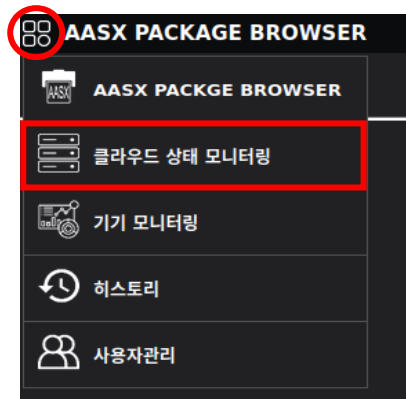 AASX PACKAGE BROWSER
AASX
AASX PACKGE BROWSER
클라우드 상태 모니터링
기기 모니터링
히스토리
사용자관리